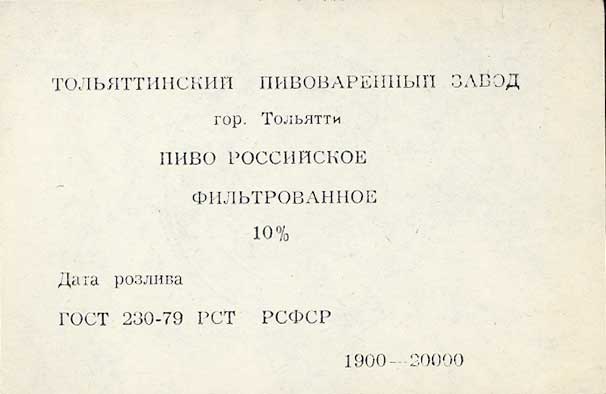 ТОЛЬЯТТИНСКИЙ ПИВОВАРЕННЫЙ ЗАВОД
гор. Тольятти
ПИВО РОССИЙСКОЕ
ФИЛЬТРОВАННОЕ
10%
Дата розлива
ГОСТ 230-79 РСТ РСФСР
1900—20000